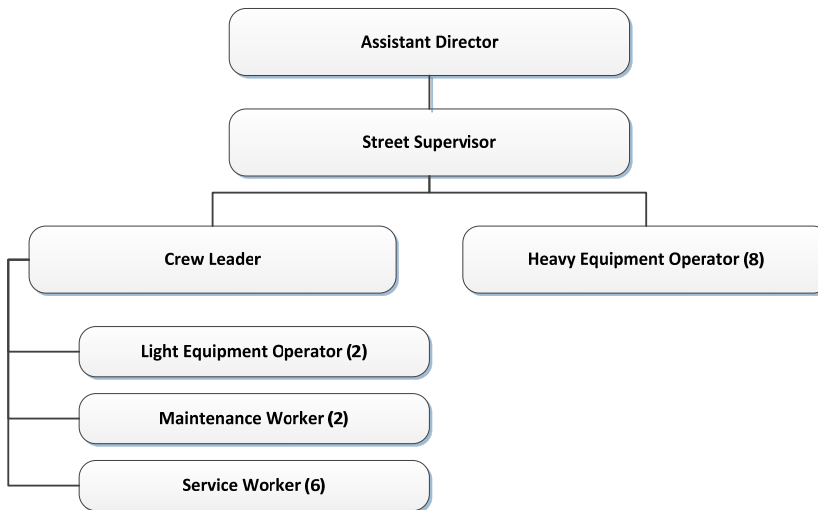 Assistant Director
Street Supervisor
Crew Leader
Heavy Equipment Operator (8)
Light Equipment Operator (2)
Maintenance Worker (2)
Service Worker (6)